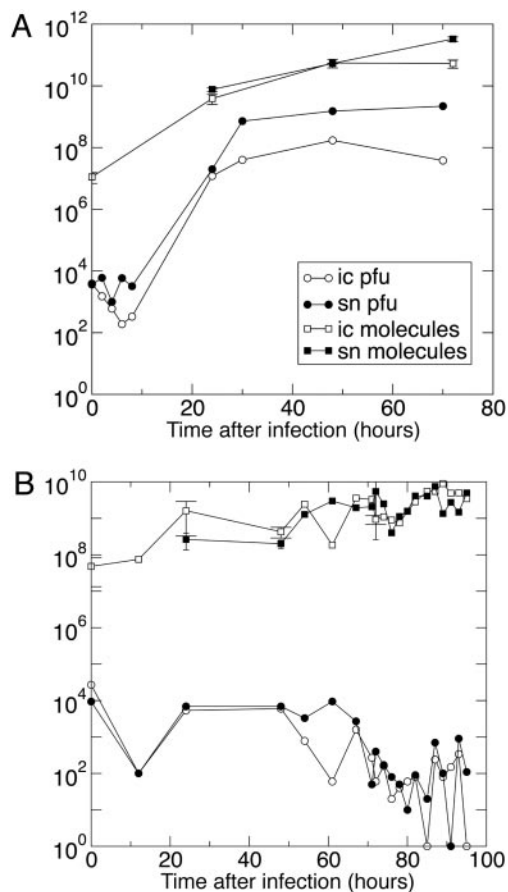 A
10^12
10^10
10^8
10^6
10^4
10^2
10^0
ic pfu
sn pfu
ic molecules
sn molecules
0 20 40 60 80
Time after infection (hours)
B
10^10
10^8
10^6
10^4
10^2
10^0
0 20 40 60 80 100
Time after infection (hours)